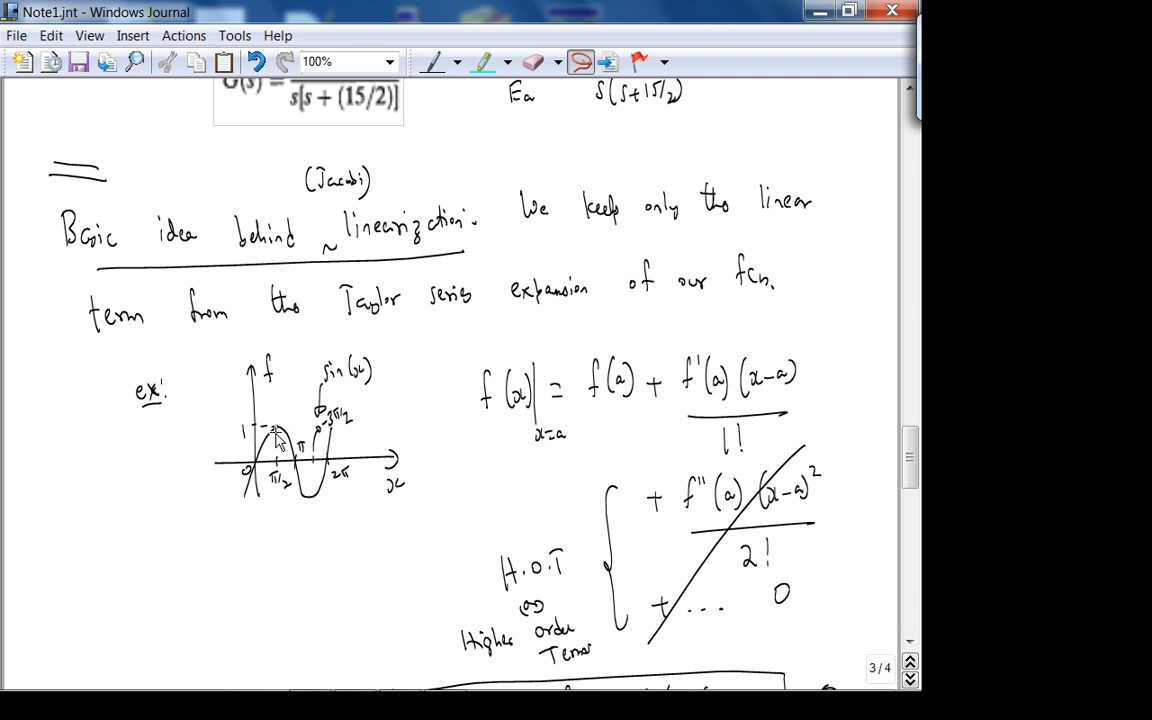 Note1.jnt - Windows Journal
File Edit View Insert Actions Tools Help
100%
G(s) =
s[s + (15/2)]
Ea s(s+15/2)
(Jacobi)
Basic idea behind ~ linearization: We keep only the linear
term from the Taylor series expansion of our fcn.
ex:
f
sin(x)
1
3π/2
0
π/2
π
2π
x
f(x)|x=a = f(a) + f'(a)(x-a)
1!
+ f''(a)(x-a)²
2!
+ ... 0
H.O.T
⇔
Higher order
Terms
3 / 4